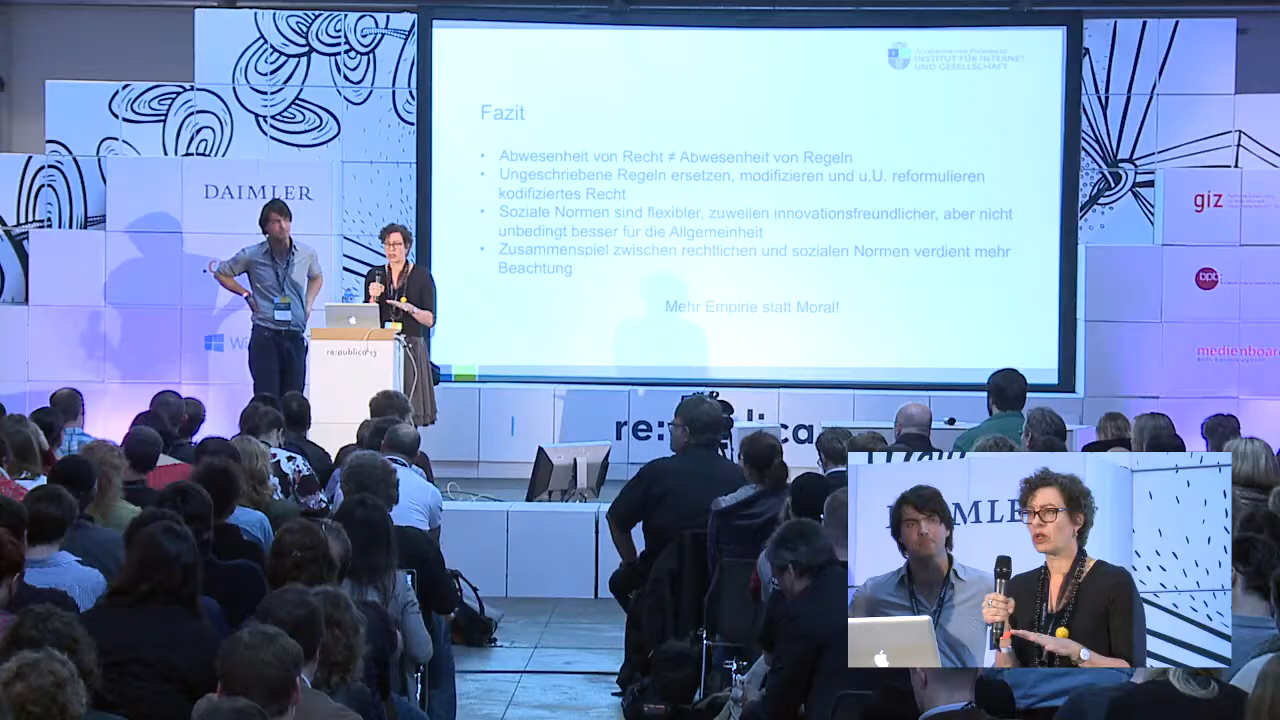 INSTITUT FÜR INTERNET
UND GESELLSCHAFT
Fazit
• Abwesenheit von Recht ≠ Abwesenheit von Regeln
• Ungeschriebene Regeln ersetzen, modifizieren und u.U. reformulieren
kodifiziertes Recht
• Soziale Normen sind flexibler, zuweilen innovationsfreundlicher, aber nicht
unbedingt besser für die Allgemeinheit
• Zusammenspiel zwischen rechtlichen und sozialen Normen verdient mehr
Beachtung
Mehr Empirie statt Moral!
DAIMLER
giz
bpb:
medienboard
re:publica'13